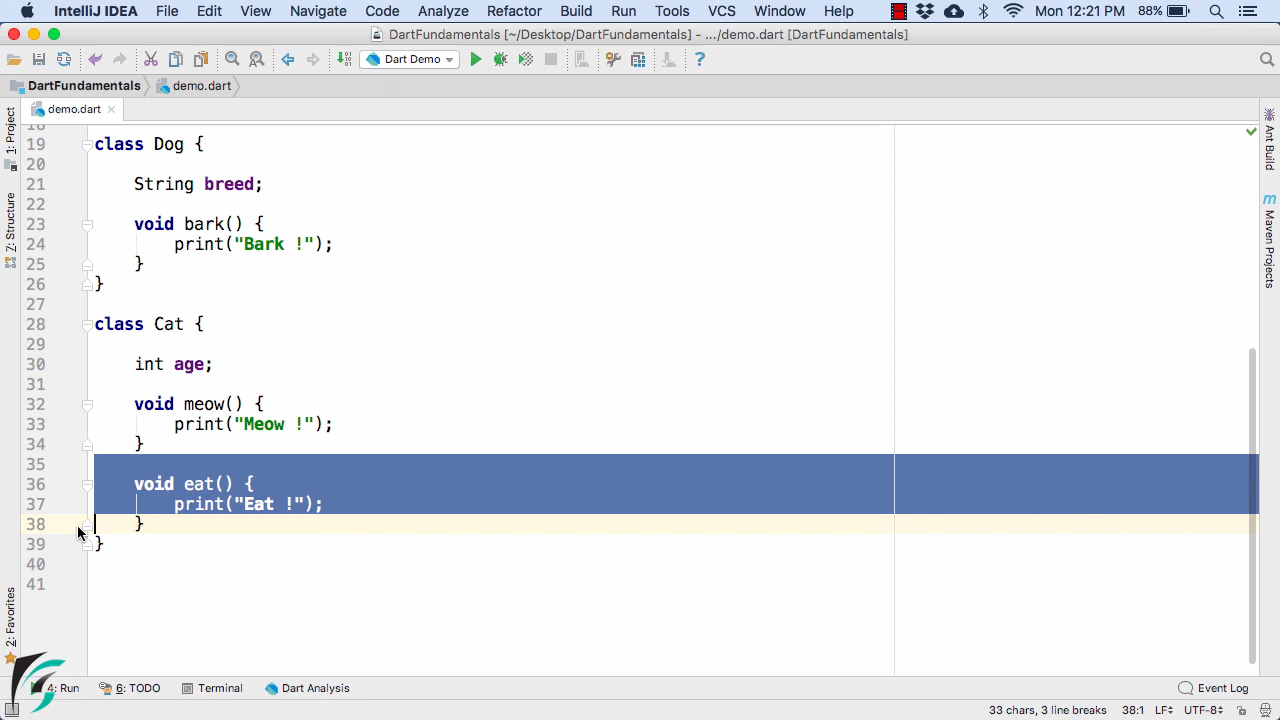 IntelliJ IDEA File Edit View Navigate Code Analyze Refactor Build Run Tools VCS Window Help Mon 12:21 PM 88%
DartFundamentals [~/Desktop/DartFundamentals] - .../demo.dart [DartFundamentals]
Dart Demo
DartFundamentals demo.dart
demo.dart
1: Project
Z: Structure
2: Favorites
Ant Build
Maven Projects
18
19 class Dog {
20
21 String breed;
22
23 void bark() {
24 print("Bark !");
25 }
26 }
27
28 class Cat {
29
30 int age;
31
32 void meow() {
33 print("Meow !");
34 }
35
36 void eat() {
37 print("Eat !");
38 }
39 }
40
41
4: Run 6: TODO Terminal Dart Analysis Event Log
33 chars, 3 line breaks 38:1 LF÷ UTF-8÷